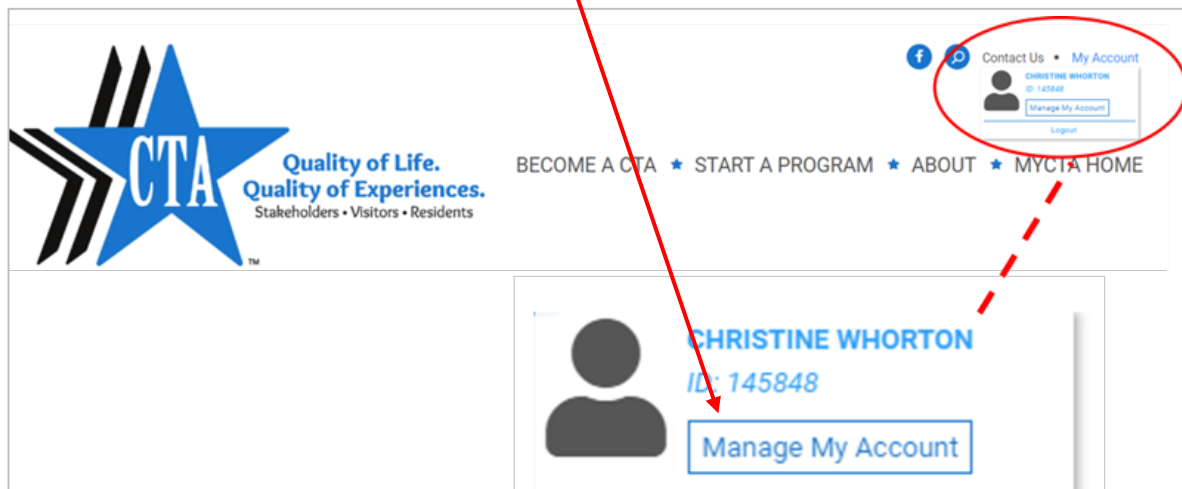 f
Contact Us • My Account
CHRISTINE WHORTON
ID: 145848
Manage My Account
Logout
CTA
Quality of Life.
Quality of Experiences.
Stakeholders • Visitors • Residents
TM
BECOME A CTA ★ START A PROGRAM ★ ABOUT ★ MYCTA HOME
CHRISTINE WHORTON
ID: 145848
Manage My Account